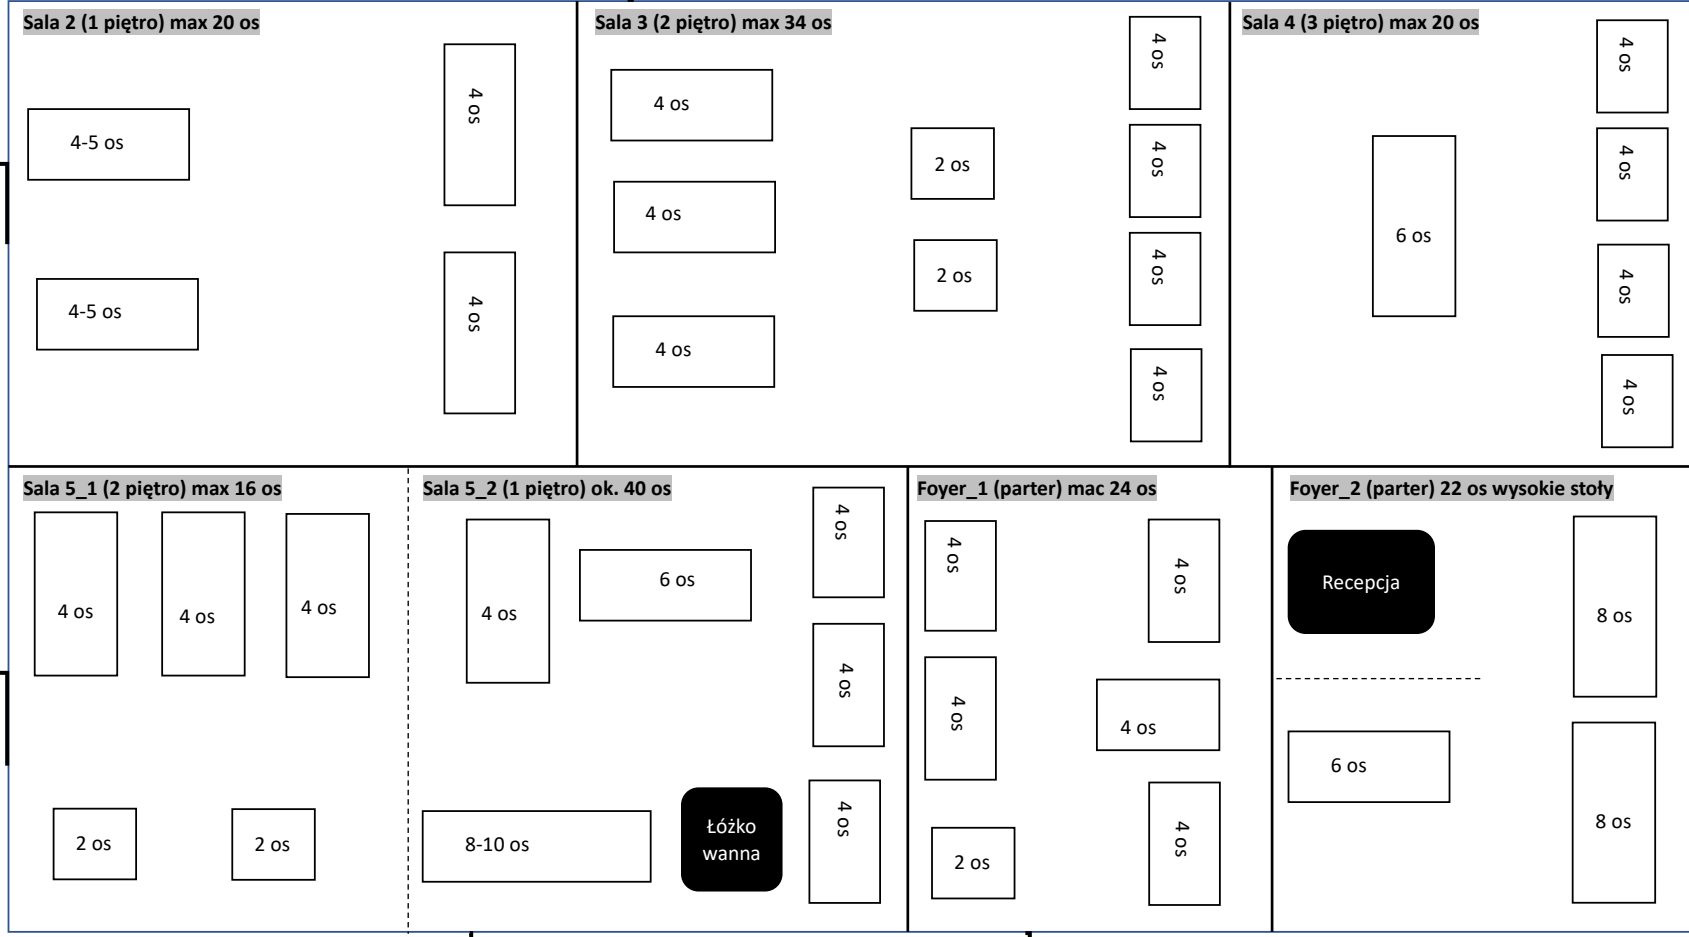 Sala 2 (1 piętro) max 20 os
4-5 os
4 os
4-5 os
4 os
Sala 3 (2 piętro) max 34 os
4 os
4 os
4 os
2 os
2 os
4 os
4 os
4 os
4 os
Sala 4 (3 piętro) max 20 os
6 os
4 os
4 os
4 os
4 os
Sala 5_1 (2 piętro) max 16 os
4 os
4 os
4 os
2 os
2 os
Sala 5_2 (1 piętro) ok. 40 os
4 os
6 os
4 os
4 os
8-10 os
Łóżko
wanna
4 os
Foyer_1 (parter) mac 24 os
4 os
4 os
4 os
4 os
2 os
4 os
Foyer_2 (parter) 22 os wysokie stoły
Recepcja
8 os
6 os
8 os